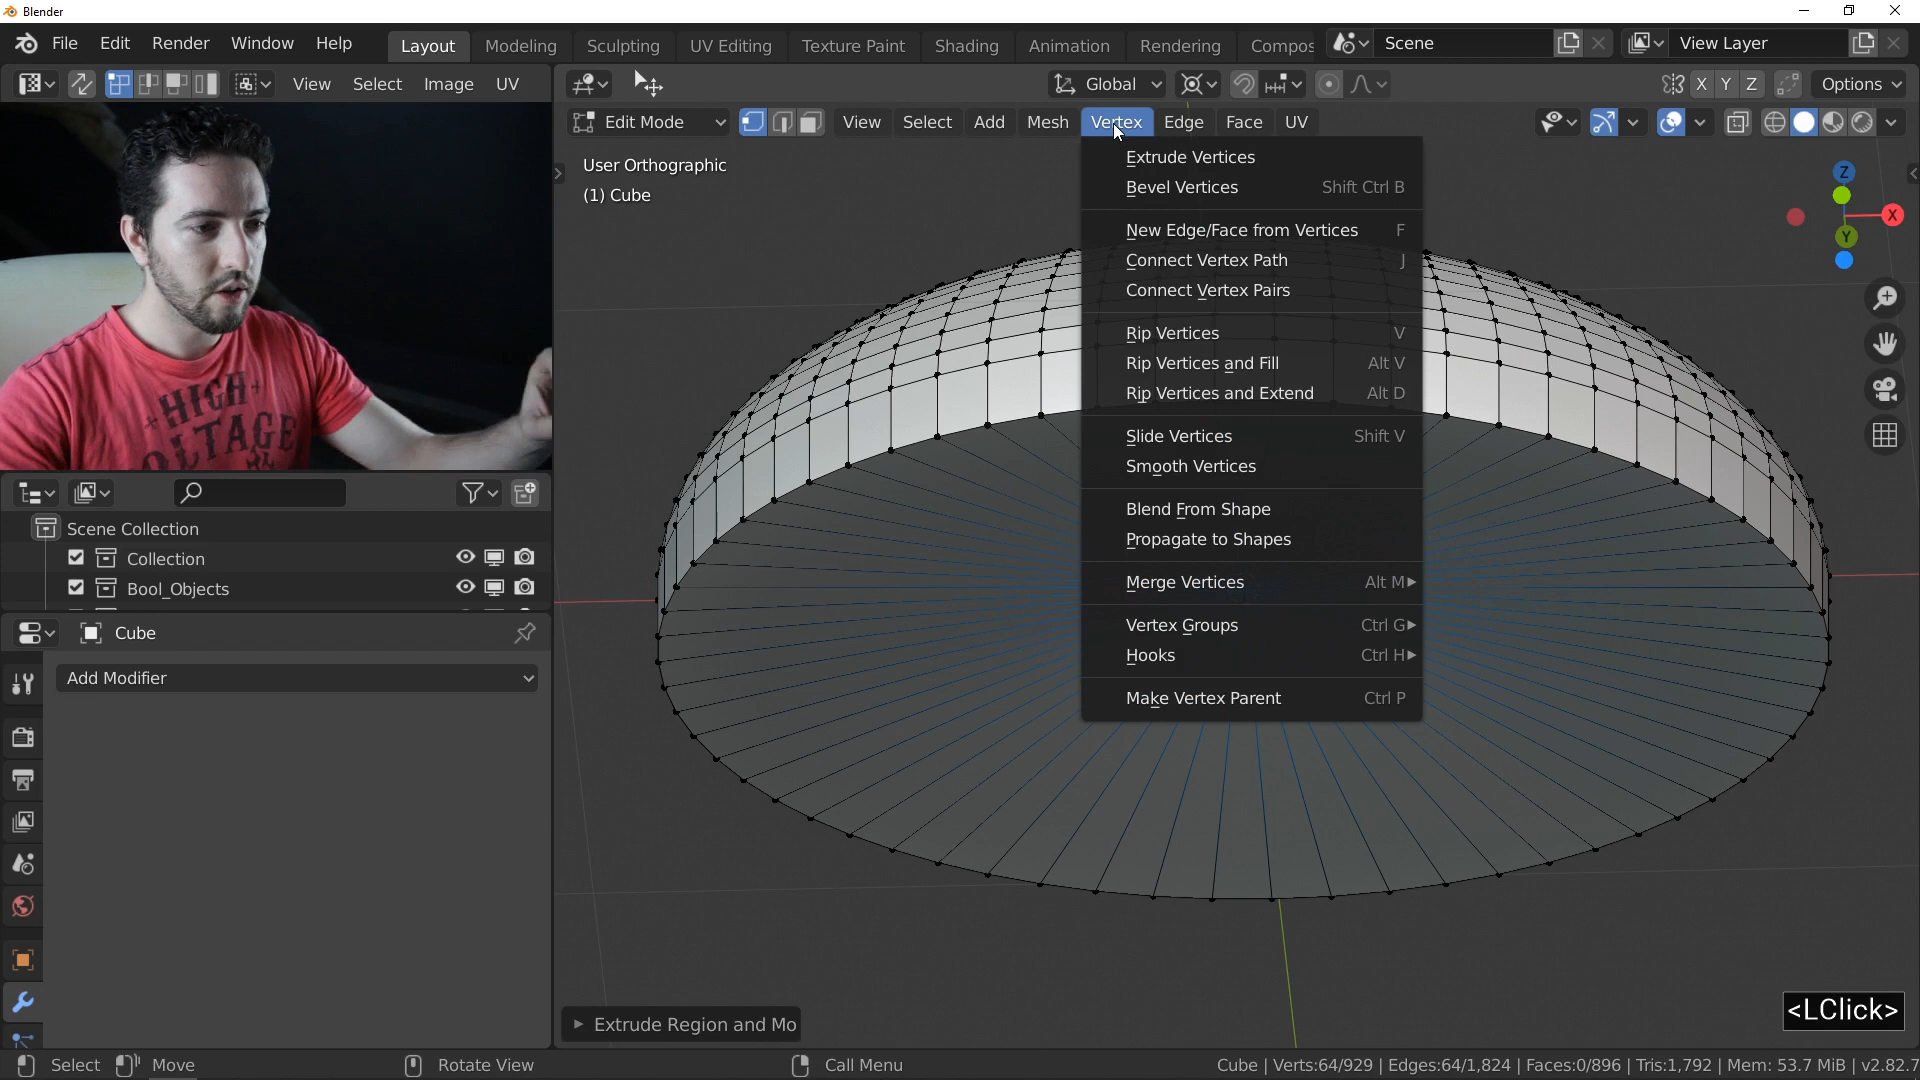 Blender
File Edit Render Window Help Layout Modeling Sculpting UV Editing Texture Paint Shading Animation Rendering Compos Scene View Layer
View Select Image UV Global X Y Z Options
Edit Mode View Select Add Mesh Vertex Edge Face UV
User Orthographic
(1) Cube
Extrude Vertices
Bevel Vertices Shift Ctrl B
New Edge/Face from Vertices F
Connect Vertex Path J
Connect Vertex Pairs
Rip Vertices V
Rip Vertices and Fill Alt V
Rip Vertices and Extend Alt D
Slide Vertices Shift V
Smooth Vertices
Blend From Shape
Propagate to Shapes
Merge Vertices Alt M
Vertex Groups Ctrl G
Hooks Ctrl H
Make Vertex Parent Ctrl P
Z
X
Y
HIGH
VOLTAGE
Scene Collection
Collection
Bool_Objects
Cube
Add Modifier
Extrude Region and Mo
<LClick>
Select Move Rotate View Call Menu Cube | Verts:64/929 | Edges:64/1,824 | Faces:0/896 | Tris:1,792 | Mem: 53.7 MiB | v2.82.7